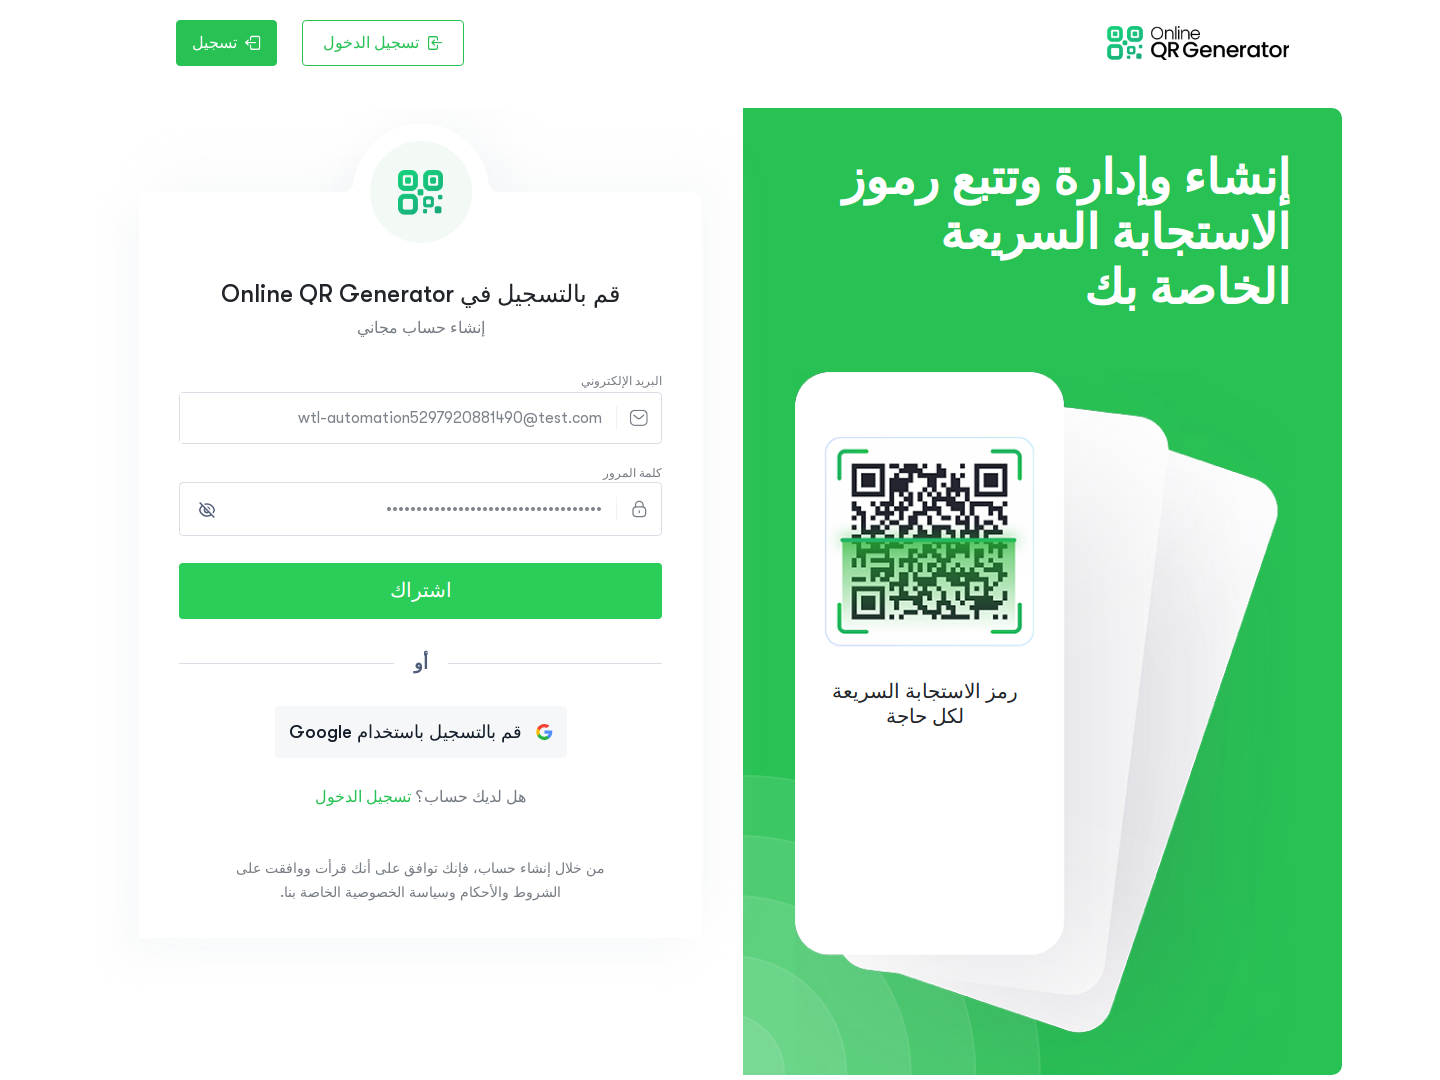 Online
QR Generator
تسجيل الدخول
تسجيل
إنشاء وإدارة وتتبع رموز
الاستجابة السريعة
الخاصة بك
رمز الاستجابة السريعة
لكل حاجة
قم بالتسجيل في Online QR Generator
إنشاء حساب مجاني
البريد الإلكتروني
wtl-automation5297920881490@test.com
كلمة المرور
••••••••••••••••••••••••••••••••••••
اشتراك
أو
قم بالتسجيل باستخدام Google
هل لديك حساب؟ تسجيل الدخول
من خلال إنشاء حساب، فإنك توافق على أنك قرأت ووافقت على
الشروط والأحكام وسياسة الخصوصية الخاصة بنا.